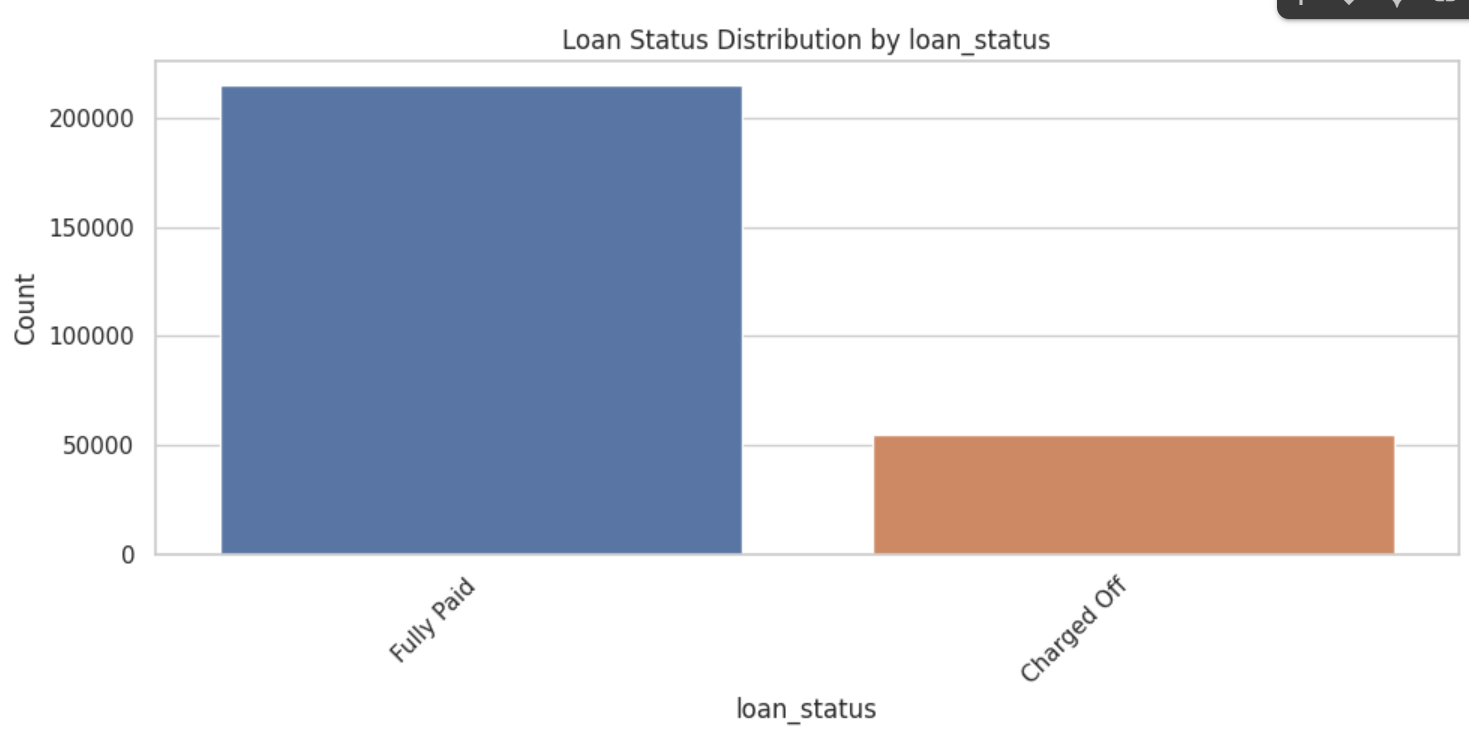 Loan Status Distribution by loan_status
200000
150000
100000
50000
0
Count
Fully Paid
Charged Off
loan_status